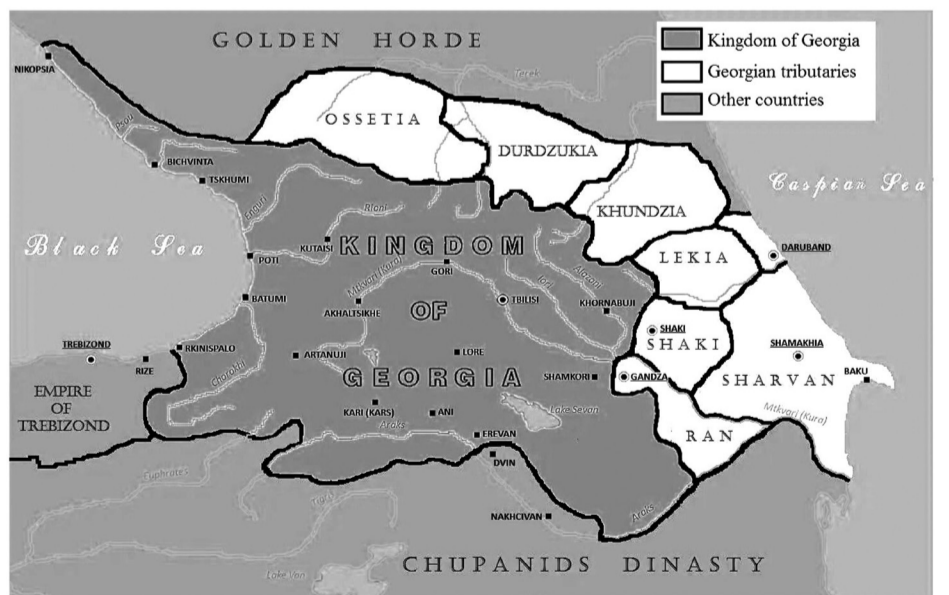 GOLDEN HORDE
Kingdom of Georgia
Georgian tributaries
Other countries
NIKOPSIA
Terek
Psou
OSSETIA
DURDZUKIA
BICHVINTA
TSKHUMI
Caspian Sea
Enguri
Rioni
KHUNDZIA
Black Sea
KUTAISI
KINGDOM
POTI
Mtkvari (Kura)
GORI
Iori
Alazani
LEKIA
DARUBAND
BATUMI
AKHALTSIKHE
OF
TBILISI
KHORNABUJI
TREBIZOND
RKINISPALO
RIZE
ARTANUJI
LORE
SHAKI
SHAKI
SHAMAKHIA
Chorokhi
GEORGIA
SHAMKORI
GANDZA
SHARVAN
BAKU
EMPIRE
OF
TREBIZOND
KARI (KARS)
ANI
Lake Sevan
Mtkvari (Kura)
Araks
EREVAN
RAN
DVIN
Euphrates
Tigris
NAKHCIVAN
Araks
Lake Van
CHUPANIDS DINASTY